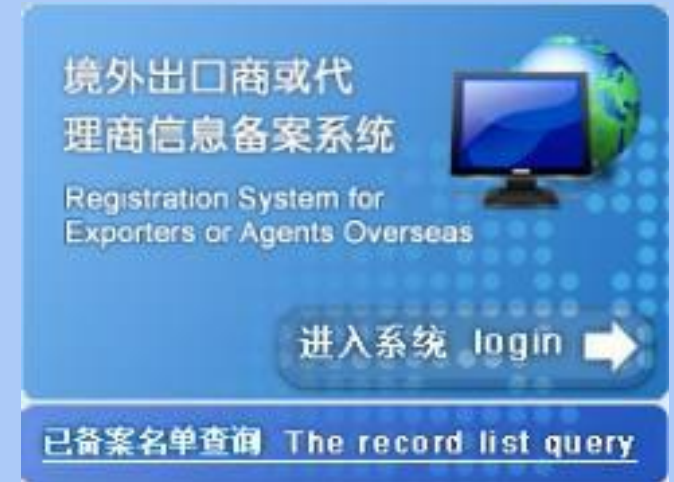 境外出口商或代
理商信息备案系统
Registration System for
Exporters or Agents Overseas
进入系统 login
已备案名单查询 The record list query